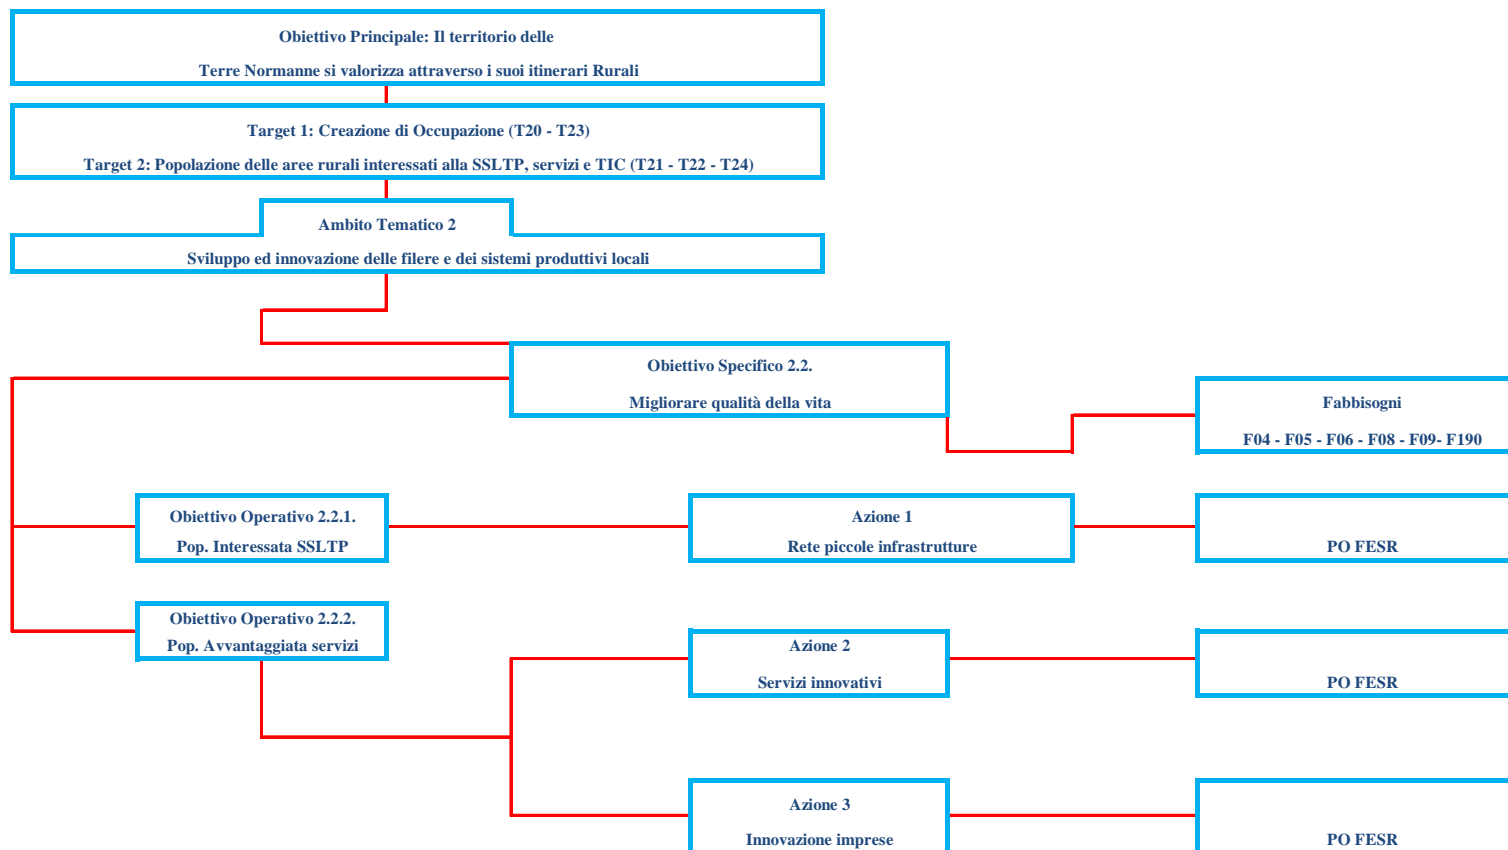 Obiettivo Principale: Il territorio delle
Terre Normanne si valorizza attraverso i suoi itinerari Rurali
Target 1: Creazione di Occupazione (T20 - T23)
Target 2: Popolazione delle aree rurali interessati alla SSLTP, servizi e TIC (T21 - T22 - T24)
Ambito Tematico 2
Sviluppo ed innovazione delle filere e dei sistemi produttivi locali
Obiettivo Specifico 2.2.
Migliorare qualità della vita
Fabbisogni
F04 - F05 - F06 - F08 - F09- F190
Obiettivo Operativo 2.2.1.
Pop. Interessata SSLTP
Azione 1
Rete piccole infrastrutture
PO FESR
Obiettivo Operativo 2.2.2.
Pop. Avvantaggiata servizi
Azione 2
Servizi innovativi
PO FESR
Azione 3
Innovazione imprese
PO FESR